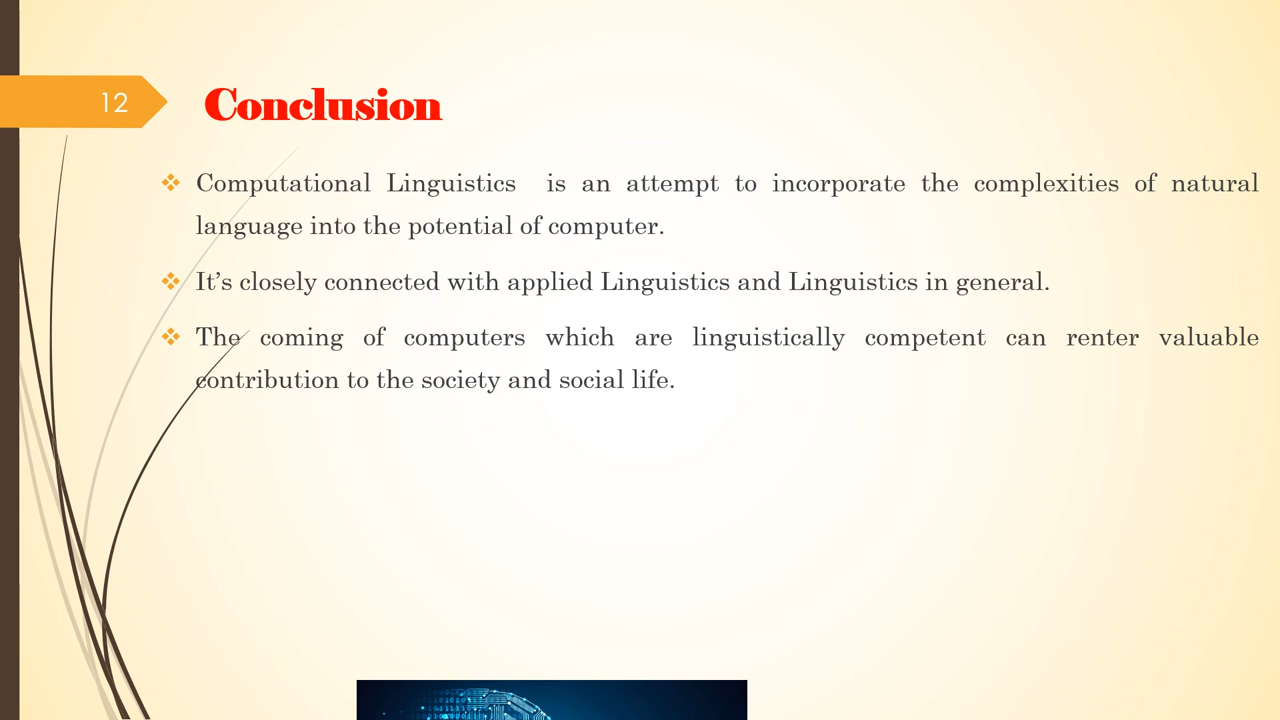 12
Conclusion
Computational Linguistics is an attempt to incorporate the complexities of natural
language into the potential of computer.
It’s closely connected with applied Linguistics and Linguistics in general.
The coming of computers which are linguistically competent can renter valuable
contribution to the society and social life.